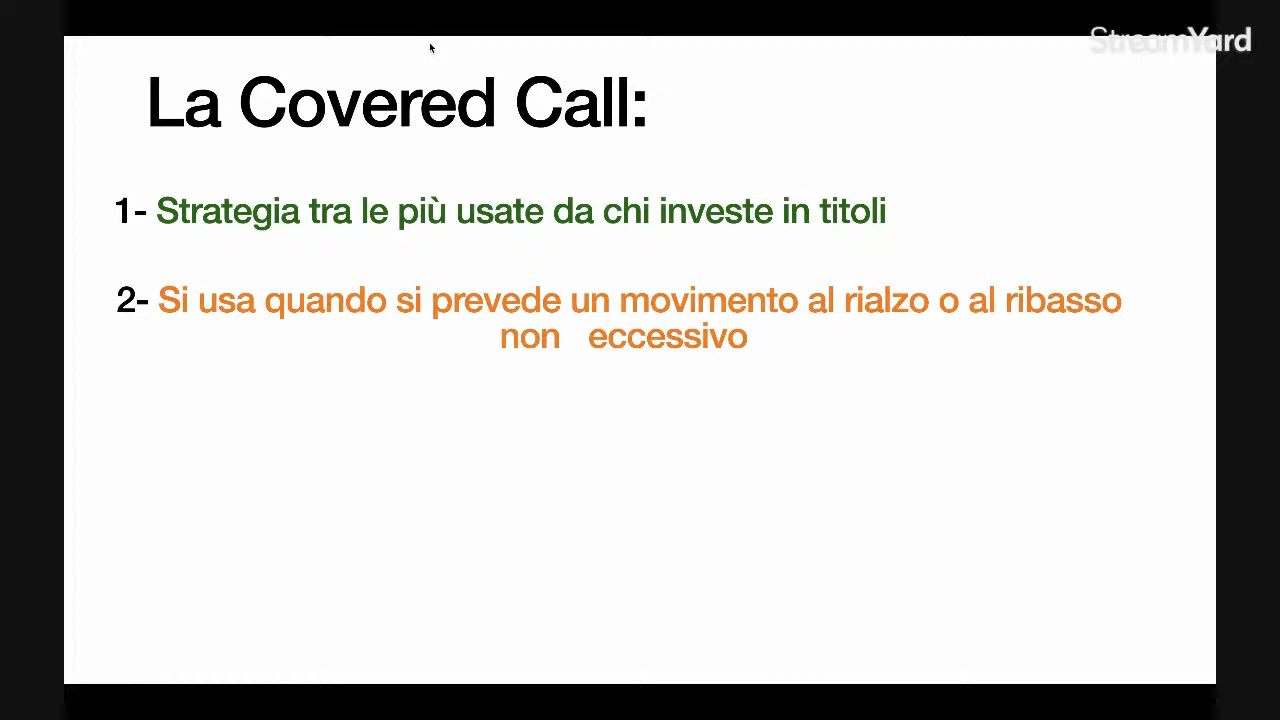 StreamYard
La Covered Call:
1- Strategia tra le più usate da chi investe in titoli
2- Si usa quando si prevede un movimento al rialzo o al ribasso
non eccessivo